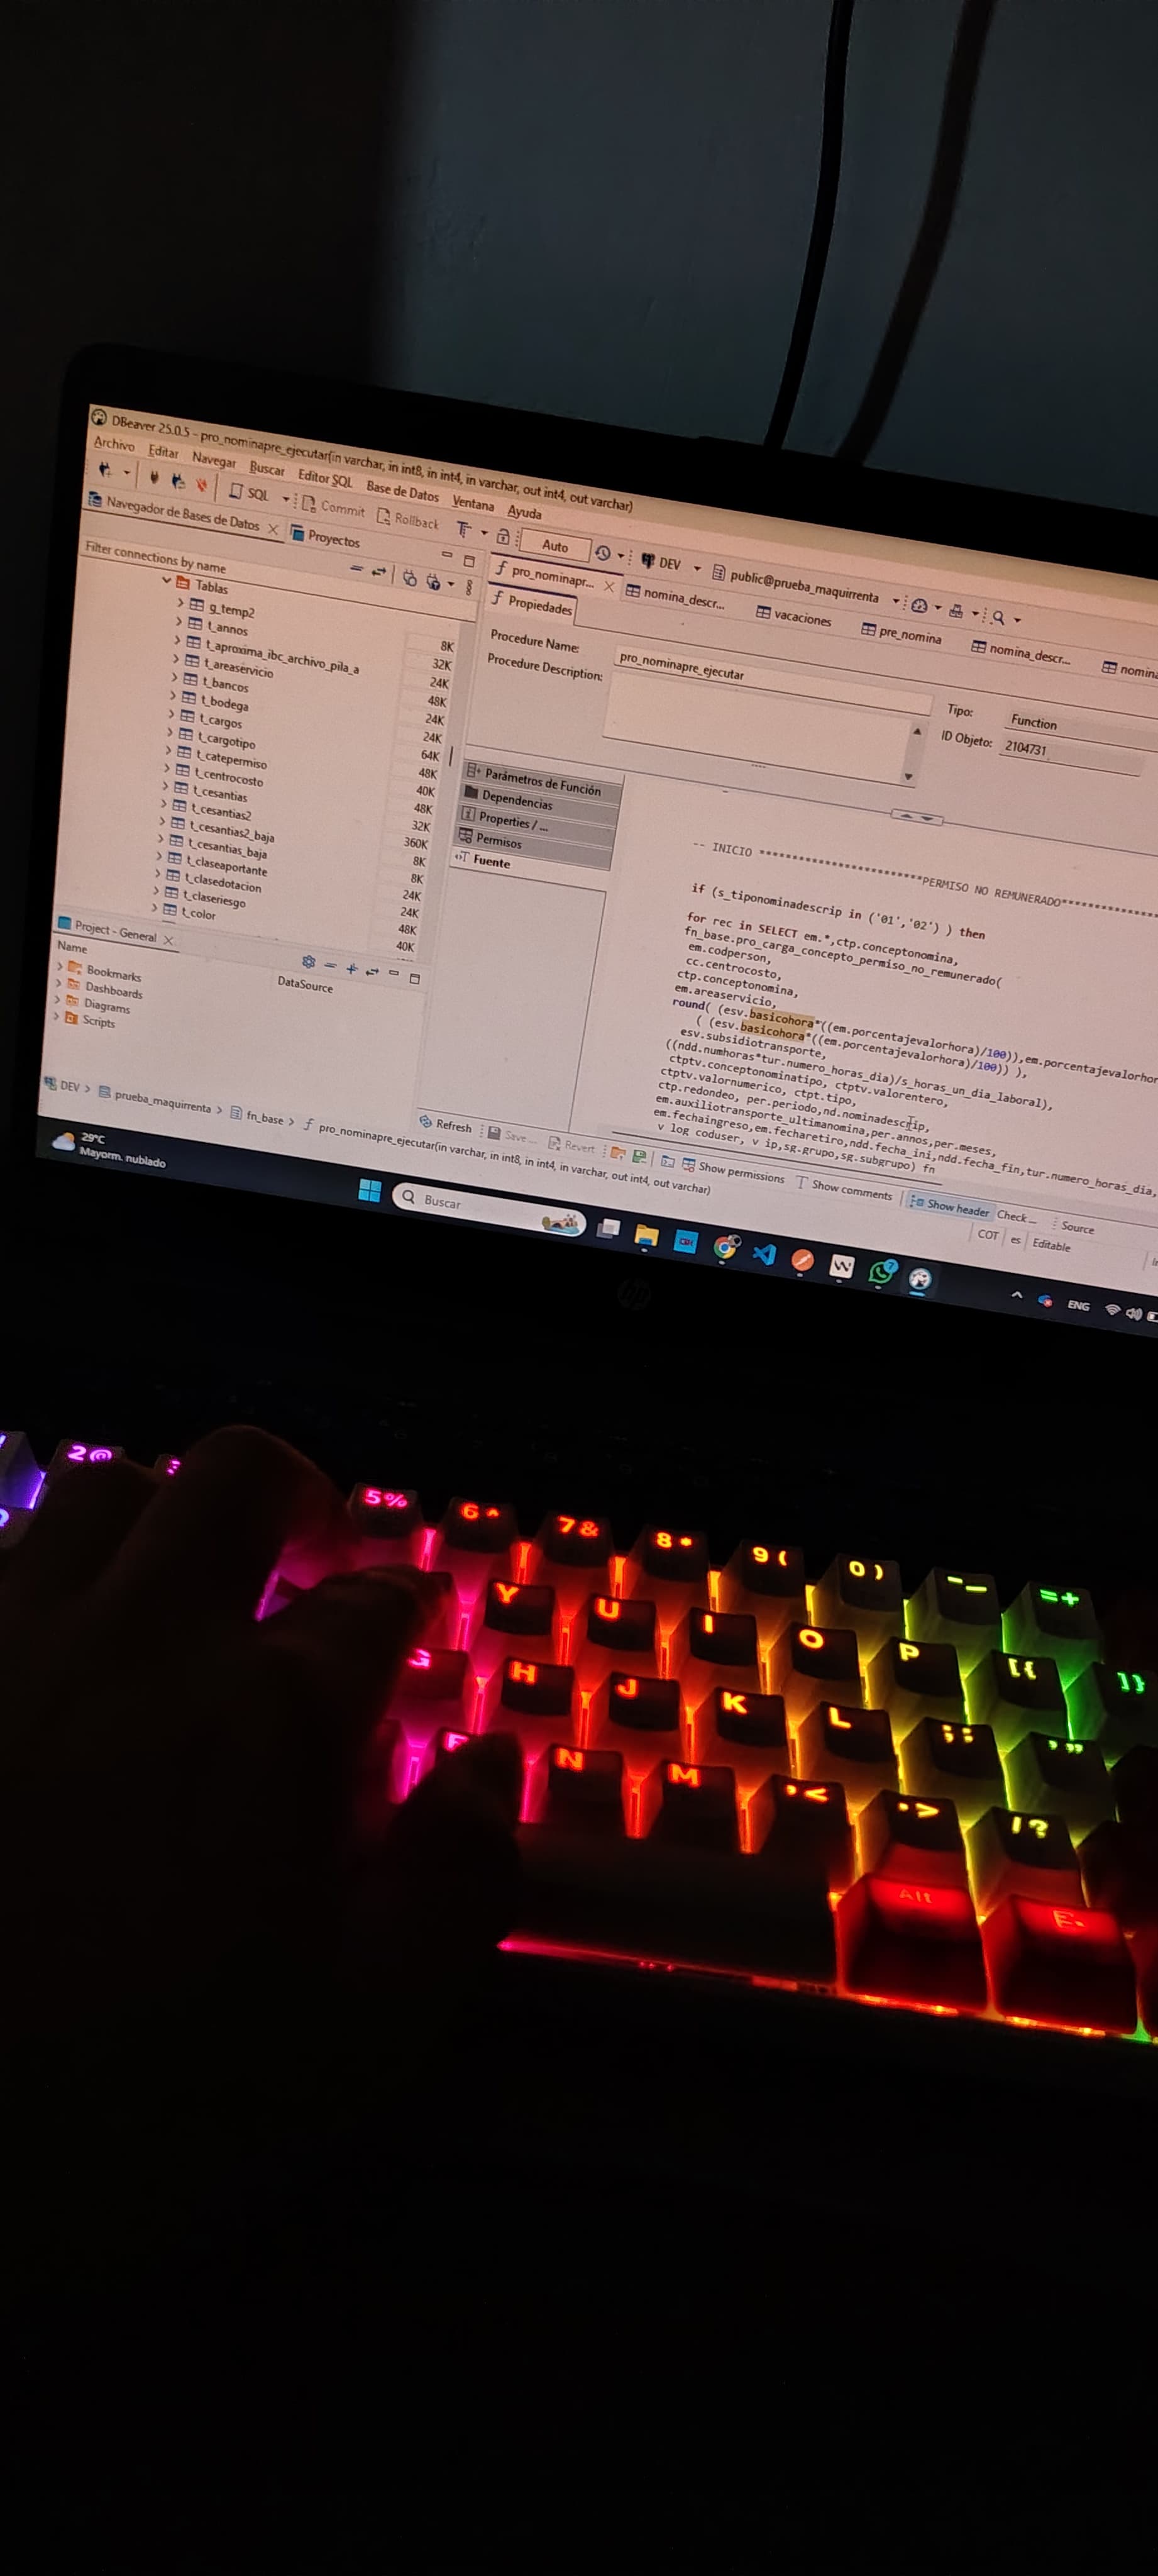 DBeaver 25.0.5 - pro_nominapre_ejecutar(in varchar, in int8, in int4, in varchar, out int4, out varchar)
Archivo Editar Navegar Buscar Editor SQL Base de Datos Ventana Ayuda
SQL Commit Rollback Auto DEV public@prueba_maquirrenta
Navegador de Bases de Datos Proyectos
Filter connections by name
Tablas
g_temp2 8K
t_annos 32K
t_aproxima_ibc_archivo_pila_a 24K
t_areaservicio 48K
t_bancos 24K
t_bodega 24K
t_cargos 64K
t_cargotipo 48K
t_catepermiso 40K
t_centrocosto 48K
t_cesantias 32K
t_cesantias2 360K
t_cesantias2_baja 8K
t_cesantias_baja 8K
t_claseaportante 24K
t_clasedotacion 24K
t_claseriesgo 48K
t_color 40K
Project - General
Name DataSource
Bookmarks
Dashboards
Diagrams
Scripts
pro_nominapr... nomina_descr... vacaciones pre_nomina nomina_descr...
Propiedades
Procedure Name: pro_nominapre_ejecutar
Procedure Description:
Tipo: Function
ID Objeto: 2104731
Parámetros de Función
Dependencias
Properties / ...
Permisos
Fuente
-- INICIO *************************PERMISO NO REMUNERADO***************
if (s_tiponominadescrip in ('01','02') ) then
for rec in SELECT em.*,ctp.conceptonomina,
fn_base.pro_carga_concepto_permiso_no_remunerado(
em.codperson,
cc.centrocosto,
ctp.conceptonomina,
em.areaservicio,
round( (esv.basicohora*((em.porcentajevalorhora)/100)),em.porcentajevalorhor
( (esv.basicohora*((em.porcentajevalorhora)/100)) ),
esv.subsidiotransporte,
((ndd.numhoras*tur.numero_horas_dia)/s_horas_un_dia_laboral),
ctptv.conceptonominatipo, ctptv.valorentero,
ctptv.valornumerico, ctpt.tipo,
ctp.redondeo, per.periodo,nd.nominadescrip,
em.auxiliotransporte_ultimanomina,per.annos,per.meses,
em.fechaingreso,em.fecharetiro,ndd.fecha_ini,ndd.fecha_fin,tur.numero_horas_dia,
v log coduser, v ip,sg.grupo,sg.subgrupo) fn
Refresh Save ... Revert Show permissions Show comments Show header Check ... Source
DEV prueba_maquirrenta fn_base pro_nominapre_ejecutar(in varchar, in int8, in int4, in varchar, out int4, out varchar)
COT es Editable
29°C
Mayorm. nublado
Buscar
7
ENG
hp
2@ 5% 6^ 7& 8* 9( 0) -_ =+
Y U I O P [{ ]}
G H J K L ;: '"
N M ,< .> /?
Alt